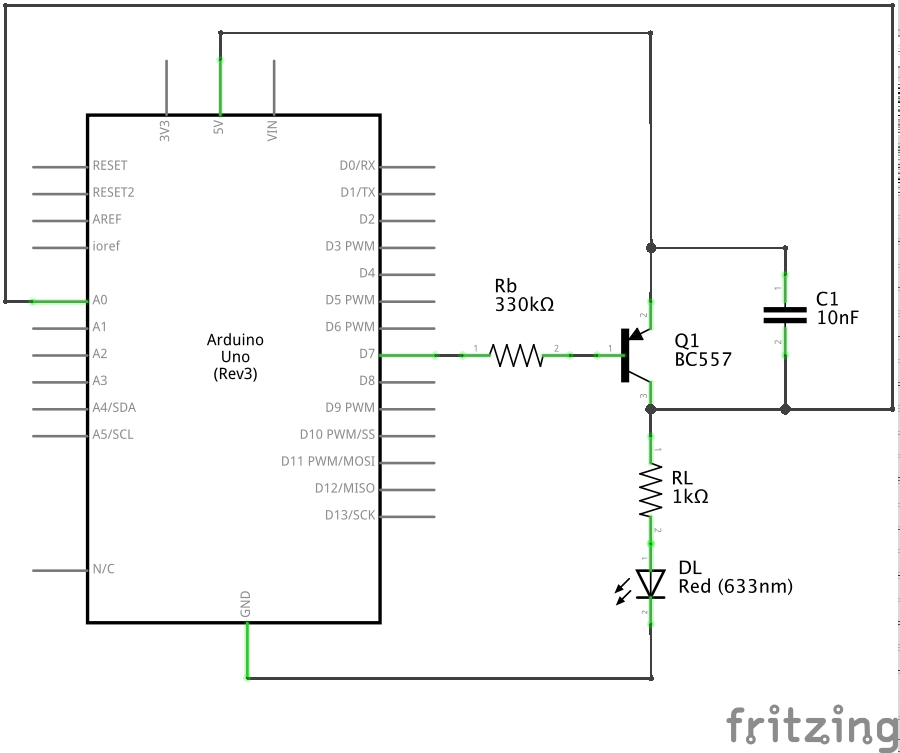 3V3
5V
VIN
RESET
RESET2
AREF
ioref
A0
A1
A2
A3
A4/SDA
A5/SCL
N/C
Arduino
Uno
(Rev3)
GND
D0/RX
D1/TX
D2
D3 PWM
D4
D5 PWM
D6 PWM
D7
D8
D9 PWM
D10 PWM/SS
D11 PWM/MOSI
D12/MISO
D13/SCK
Rb
330kΩ
1
2
1
2
3
Q1
BC557
1
2
C1
10nF
1
2
RL
1kΩ
1
2
DL
Red (633nm)
fritzing